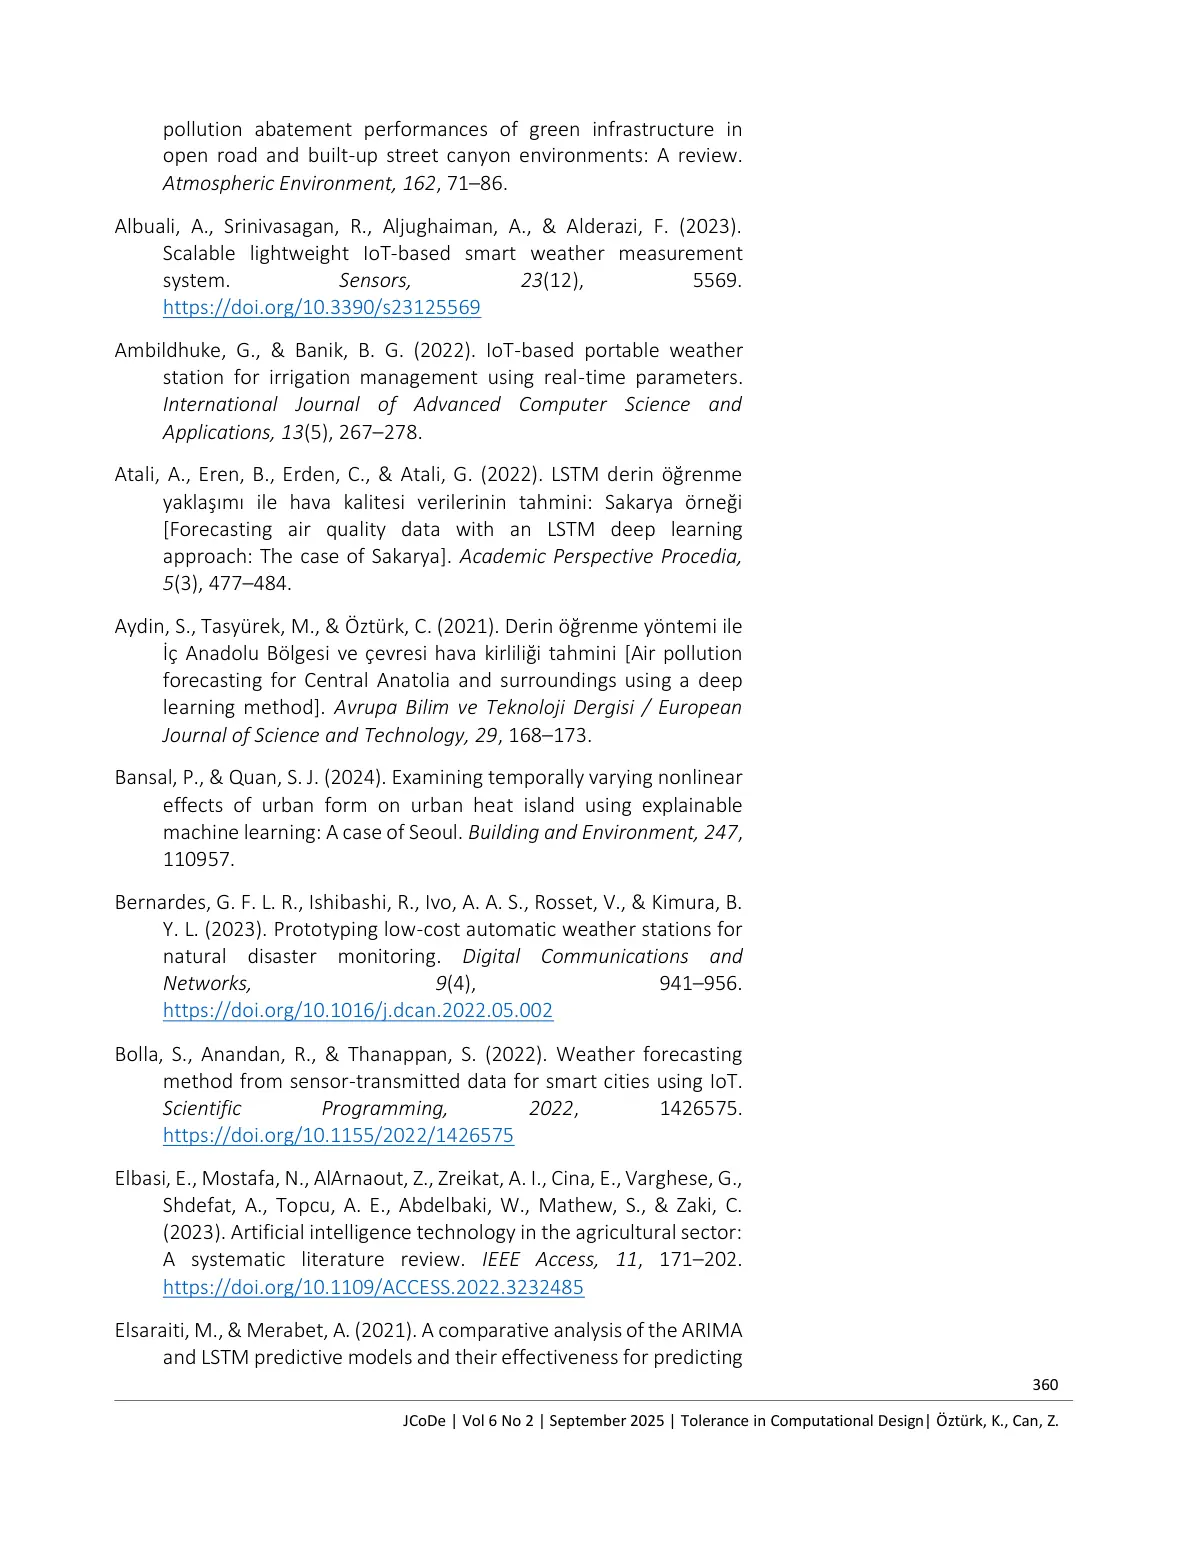 pollution abatement performances of green infrastructure in
open road and built-up street canyon environments: A review.
Atmospheric Environment, 162, 71–86.
Albuali, A., Srinivasagan, R., Aljughaiman, A., & Alderazi, F. (2023).
Scalable lightweight IoT-based smart weather measurement
system. Sensors, 23(12), 5569.
https://doi.org/10.3390/s23125569
Ambildhuke, G., & Banik, B. G. (2022). IoT-based portable weather
station for irrigation management using real-time parameters.
International Journal of Advanced Computer Science and
Applications, 13(5), 267–278.
Atali, A., Eren, B., Erden, C., & Atali, G. (2022). LSTM derin öğrenme
yaklaşımı ile hava kalitesi verilerinin tahmini: Sakarya örneği
[Forecasting air quality data with an LSTM deep learning
approach: The case of Sakarya]. Academic Perspective Procedia,
5(3), 477–484.
Aydin, S., Tasyürek, M., & Öztürk, C. (2021). Derin öğrenme yöntemi ile
İç Anadolu Bölgesi ve çevresi hava kirliliği tahmini [Air pollution
forecasting for Central Anatolia and surroundings using a deep
learning method]. Avrupa Bilim ve Teknoloji Dergisi / European
Journal of Science and Technology, 29, 168–173.
Bansal, P., & Quan, S. J. (2024). Examining temporally varying nonlinear
effects of urban form on urban heat island using explainable
machine learning: A case of Seoul. Building and Environment, 247,
110957.
Bernardes, G. F. L. R., Ishibashi, R., Ivo, A. A. S., Rosset, V., & Kimura, B.
Y. L. (2023). Prototyping low-cost automatic weather stations for
natural disaster monitoring. Digital Communications and
Networks, 9(4), 941–956.
https://doi.org/10.1016/j.dcan.2022.05.002
Bolla, S., Anandan, R., & Thanappan, S. (2022). Weather forecasting
method from sensor-transmitted data for smart cities using IoT.
Scientific Programming, 2022, 1426575.
https://doi.org/10.1155/2022/1426575
Elbasi, E., Mostafa, N., AlArnaout, Z., Zreikat, A. I., Cina, E., Varghese, G.,
Shdefat, A., Topcu, A. E., Abdelbaki, W., Mathew, S., & Zaki, C.
(2023). Artificial intelligence technology in the agricultural sector:
A systematic literature review. IEEE Access, 11, 171–202.
https://doi.org/10.1109/ACCESS.2022.3232485
Elsaraiti, M., & Merabet, A. (2021). A comparative analysis of the ARIMA
and LSTM predictive models and their effectiveness for predicting
360
JCoDe | Vol 6 No 2 | September 2025 | Tolerance in Computational Design| Öztürk, K., Can, Z.